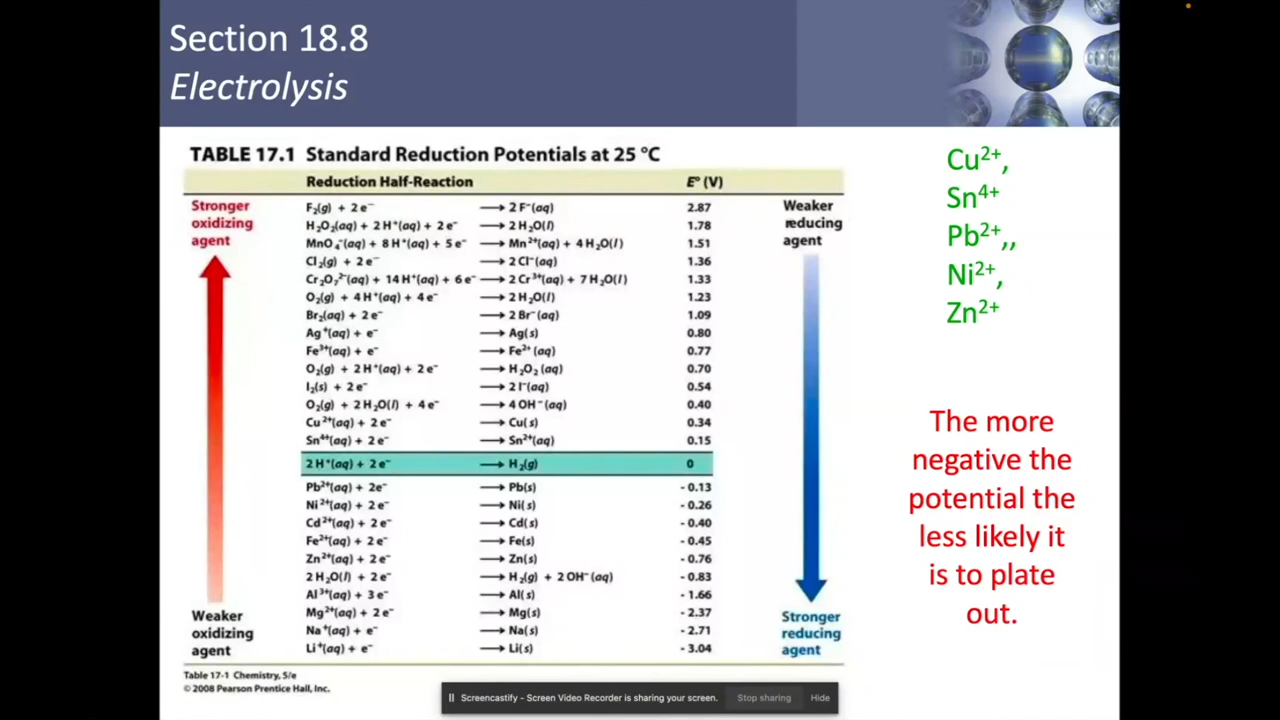 Section 18.8
Electrolysis
TABLE 17.1 Standard Reduction Potentials at 25 °C
Reduction Half-Reaction E° (V)
Stronger oxidizing agent
Weaker reducing agent
F₂(g) + 2 e⁻ ⟶ 2 F⁻(aq) 2.87
H₂O₂(aq) + 2 H⁺(aq) + 2 e⁻ ⟶ 2 H₂O(l) 1.78
MnO₄⁻(aq) + 8 H⁺(aq) + 5 e⁻ ⟶ Mn²⁺(aq) + 4 H₂O(l) 1.51
Cl₂(g) + 2 e⁻ ⟶ 2 Cl⁻(aq) 1.36
Cr₂O₇²⁻(aq) + 14 H⁺(aq) + 6 e⁻ ⟶ 2 Cr³⁺(aq) + 7 H₂O(l) 1.33
O₂(g) + 4 H⁺(aq) + 4 e⁻ ⟶ 2 H₂O(l) 1.23
Br₂(aq) + 2 e⁻ ⟶ 2 Br⁻(aq) 1.09
Ag⁺(aq) + e⁻ ⟶ Ag(s) 0.80
Fe³⁺(aq) + e⁻ ⟶ Fe²⁺(aq) 0.77
O₂(g) + 2 H⁺(aq) + 2 e⁻ ⟶ H₂O₂(aq) 0.70
I₂(s) + 2 e⁻ ⟶ 2 I⁻(aq) 0.54
O₂(g) + 2 H₂O(l) + 4 e⁻ ⟶ 4 OH⁻(aq) 0.40
Cu²⁺(aq) + 2 e⁻ ⟶ Cu(s) 0.34
Sn⁴⁺(aq) + 2 e⁻ ⟶ Sn²⁺(aq) 0.15
2 H⁺(aq) + 2 e⁻ ⟶ H₂(g) 0
Pb²⁺(aq) + 2e⁻ ⟶ Pb(s) - 0.13
Ni²⁺(aq) + 2 e⁻ ⟶ Ni(s) - 0.26
Cd²⁺(aq) + 2 e⁻ ⟶ Cd(s) - 0.40
Fe²⁺(aq) + 2 e⁻ ⟶ Fe(s) - 0.45
Zn²⁺(aq) + 2 e⁻ ⟶ Zn(s) - 0.76
2 H₂O(l) + 2 e⁻ ⟶ H₂(g) + 2 OH⁻(aq) - 0.83
Al³⁺(aq) + 3 e⁻ ⟶ Al(s) - 1.66
Mg²⁺(aq) + 2 e⁻ ⟶ Mg(s) - 2.37
Na⁺(aq) + e⁻ ⟶ Na(s) - 2.71
Li⁺(aq) + e⁻ ⟶ Li(s) - 3.04
Weaker oxidizing agent
Stronger reducing agent
Table 17-1 Chemistry, 5/e
© 2008 Pearson Prentice Hall, Inc.
Cu²⁺,
Sn⁴⁺
Pb²⁺,,
Ni²⁺,
Zn²⁺
The more
negative the
potential the
less likely it
is to plate
out.
Screencastify - Screen Video Recorder is sharing your screen. Stop sharing Hide